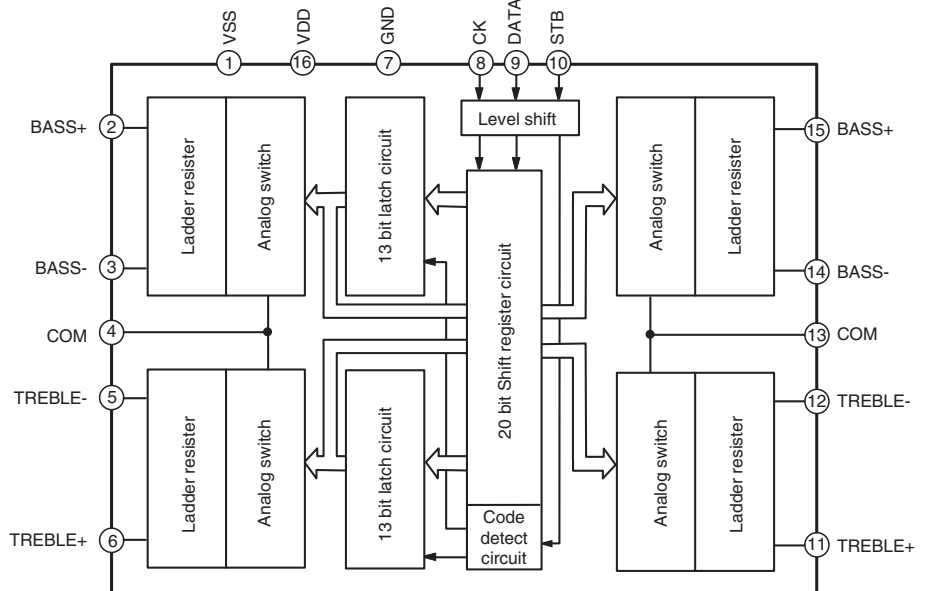 VSS
VDD
GND
CK
DATA
STB
1
16
7
8
9
10
Level shift
BASS+
2
15
BASS+
Ladder resister
Analog switch
13 bit latch circuit
20 bit Shift register circuit
Analog switch
Ladder resister
BASS-
3
14
BASS-
COM
4
13
COM
TREBLE-
5
12
TREBLE-
Ladder resister
Analog switch
13 bit latch circuit
Code
detect
circuit
Analog switch
Ladder resister
TREBLE+
6
11
TREBLE+